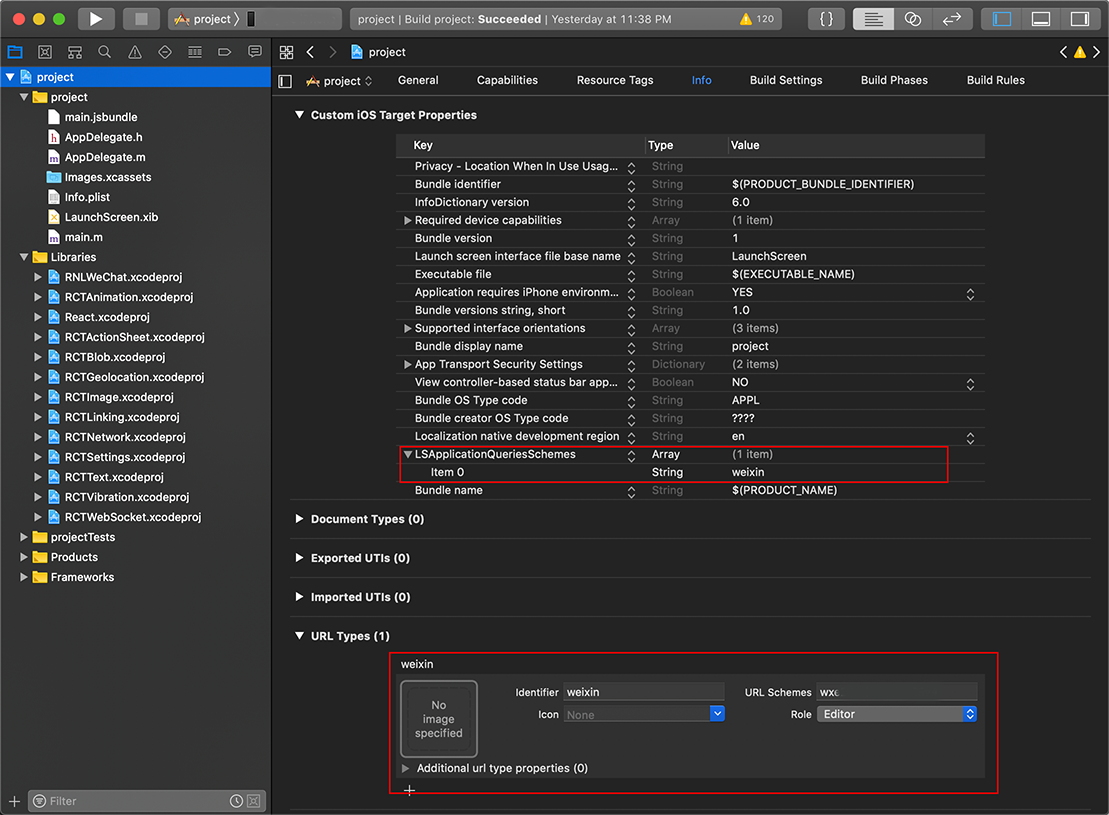 project
project | Build project: Succeeded | Yesterday at 11:38 PM
120
{}
project
project
General
Capabilities
Resource Tags
Info
Build Settings
Build Phases
Build Rules
project
project
main.jsbundle
h AppDelegate.h
m AppDelegate.m
Images.xcassets
Info.plist
LaunchScreen.xib
m main.m
Libraries
RNLWeChat.xcodeproj
RCTAnimation.xcodeproj
React.xcodeproj
RCTActionSheet.xcodeproj
RCTBlob.xcodeproj
RCTGeolocation.xcodeproj
RCTImage.xcodeproj
RCTLinking.xcodeproj
RCTNetwork.xcodeproj
RCTSettings.xcodeproj
RCTText.xcodeproj
RCTVibration.xcodeproj
RCTWebSocket.xcodeproj
projectTests
Products
Frameworks
Filter
Custom iOS Target Properties
Key Type Value
Privacy - Location When In Use Usag... String
Bundle identifier String $(PRODUCT_BUNDLE_IDENTIFIER)
InfoDictionary version String 6.0
Required device capabilities Array (1 item)
Bundle version String 1
Launch screen interface file base name String LaunchScreen
Executable file String $(EXECUTABLE_NAME)
Application requires iPhone environm... Boolean YES
Bundle versions string, short String 1.0
Supported interface orientations Array (3 items)
Bundle display name String project
App Transport Security Settings Dictionary (2 items)
View controller-based status bar app... Boolean NO
Bundle OS Type code String APPL
Bundle creator OS Type code String ????
Localization native development region String en
LSApplicationQueriesSchemes Array (1 item)
Item 0 String weixin
Bundle name String $(PRODUCT_NAME)
Document Types (0)
Exported UTIs (0)
Imported UTIs (0)
URL Types (1)
weixin
No
image
specified
Identifier weixin
URL Schemes
Icon None
Role Editor
Additional url type properties (0)